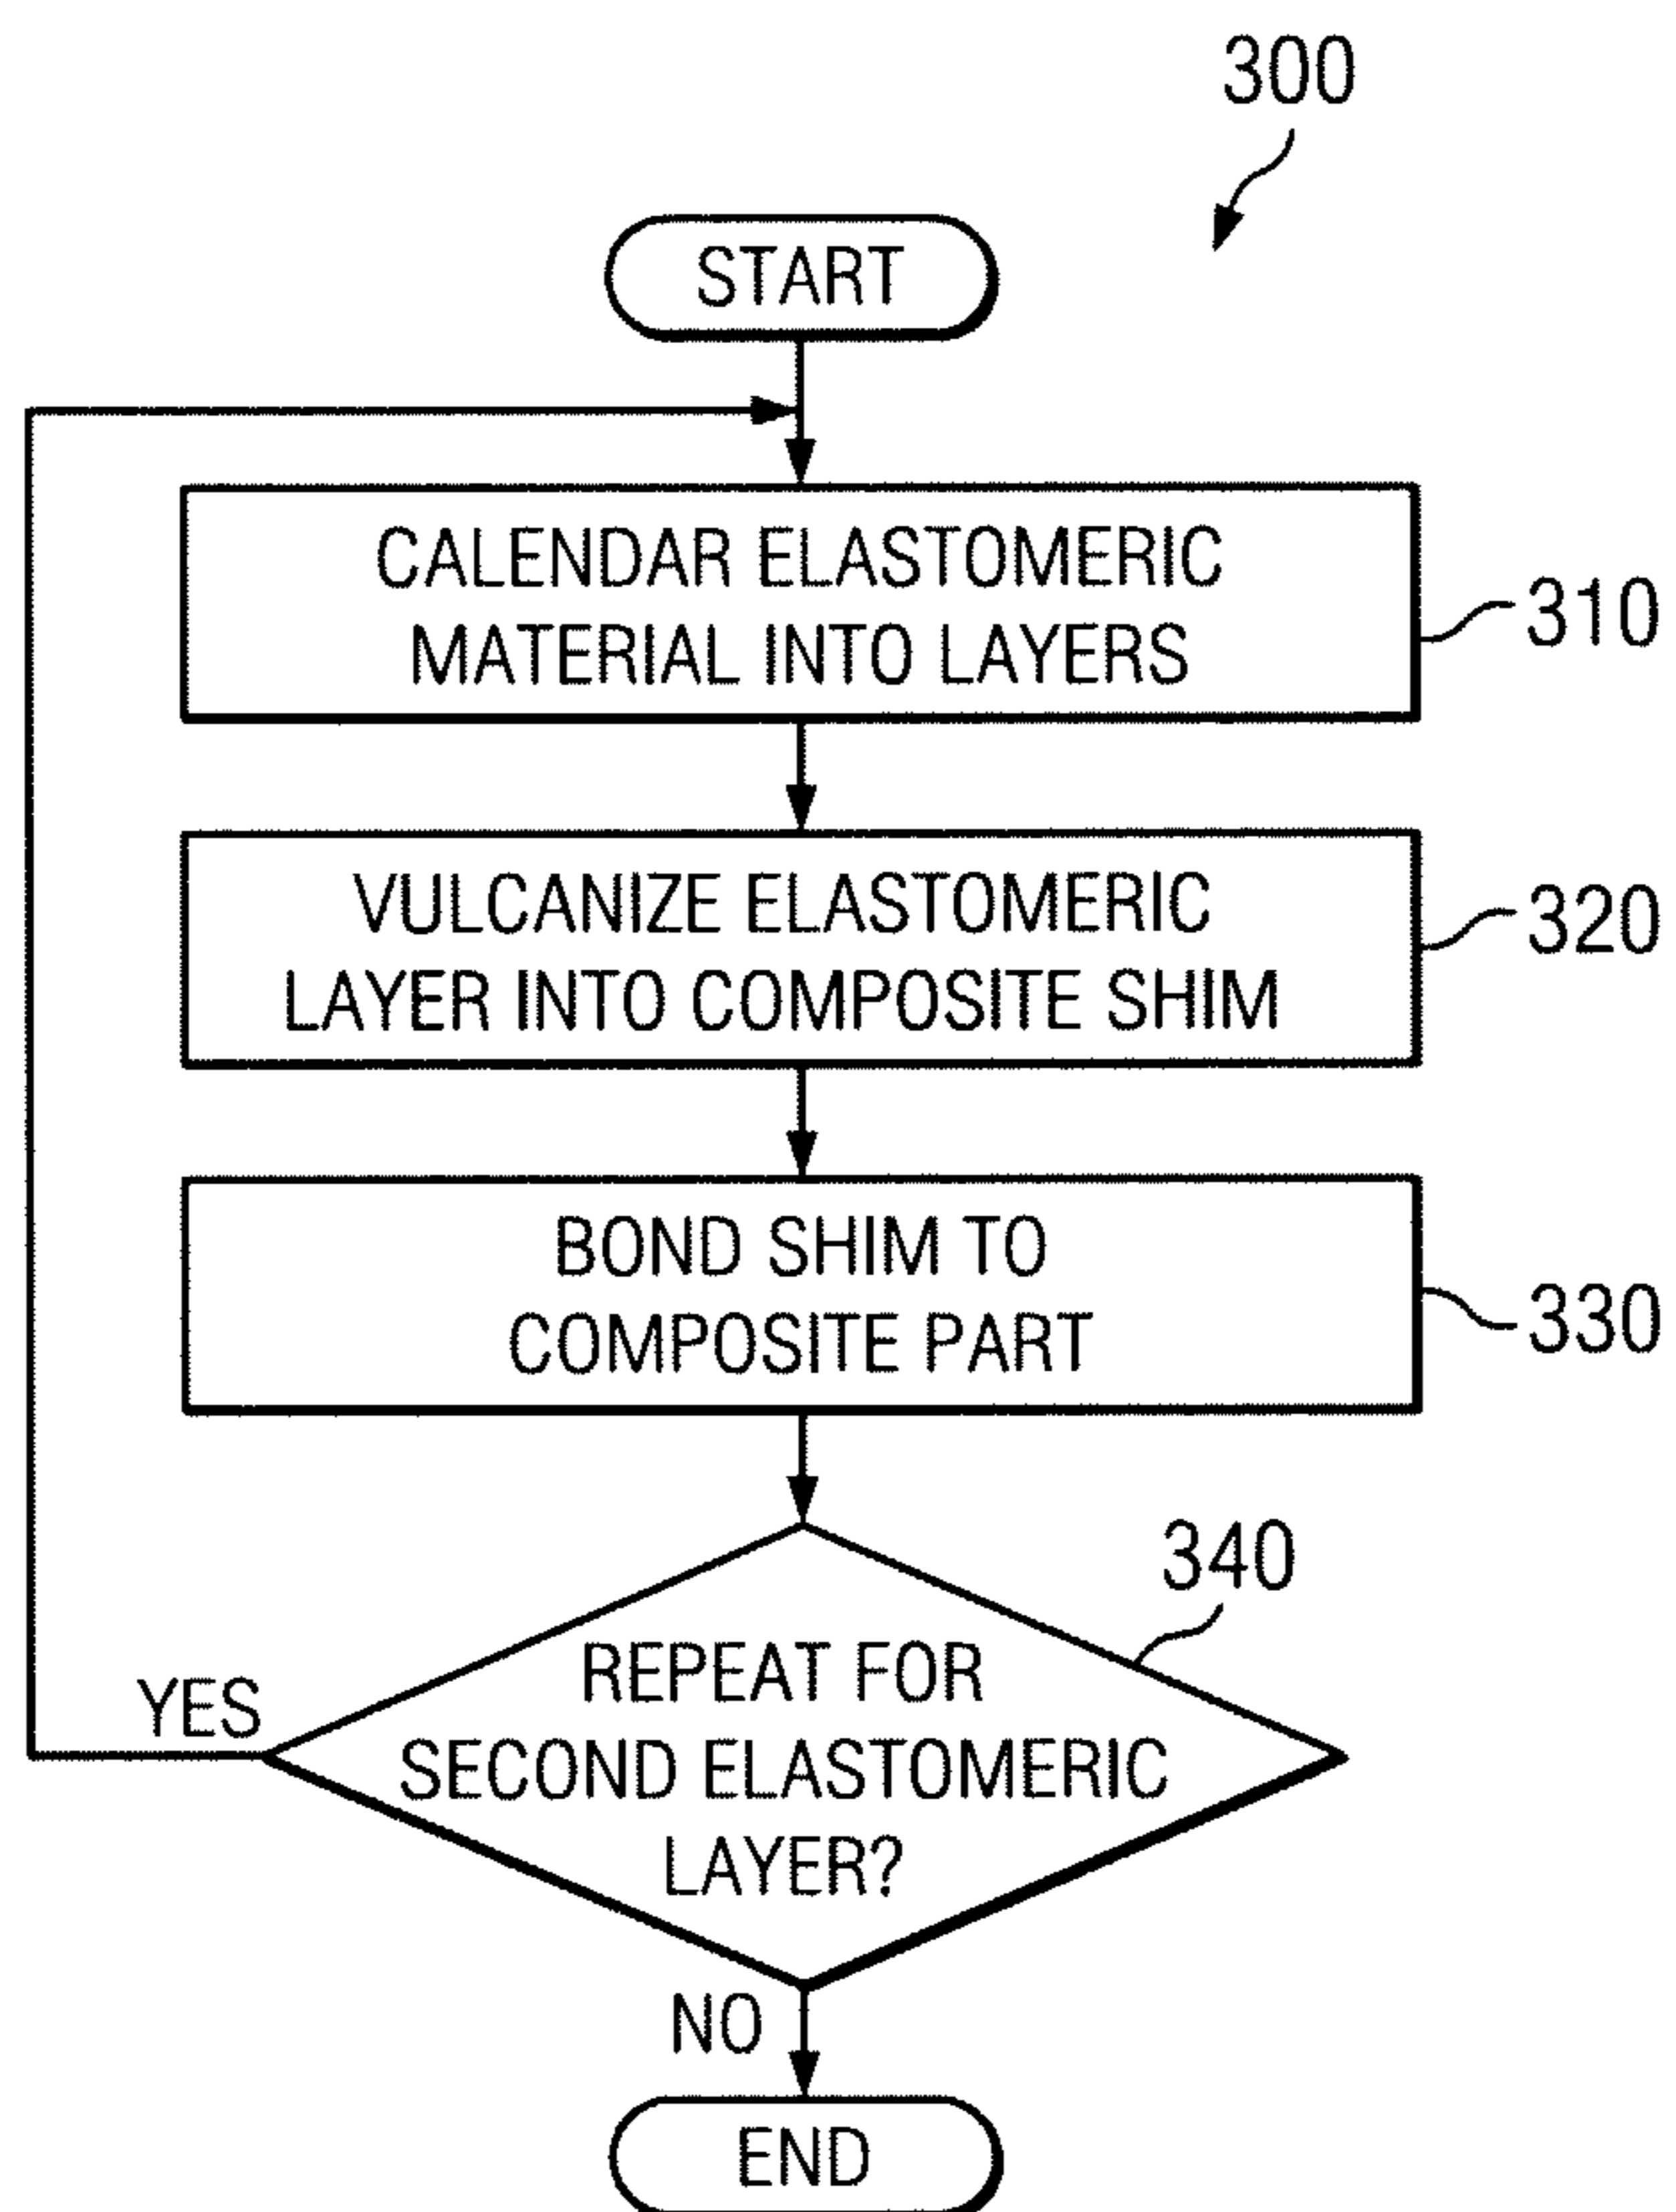 300
START
CALENDAR ELASTOMERIC
MATERIAL INTO LAYERS
310
VULCANIZE ELASTOMERIC
LAYER INTO COMPOSITE SHIM
320
BOND SHIM TO
COMPOSITE PART
330
340
REPEAT FOR
SECOND ELASTOMERIC
LAYER?
YES
NO
END